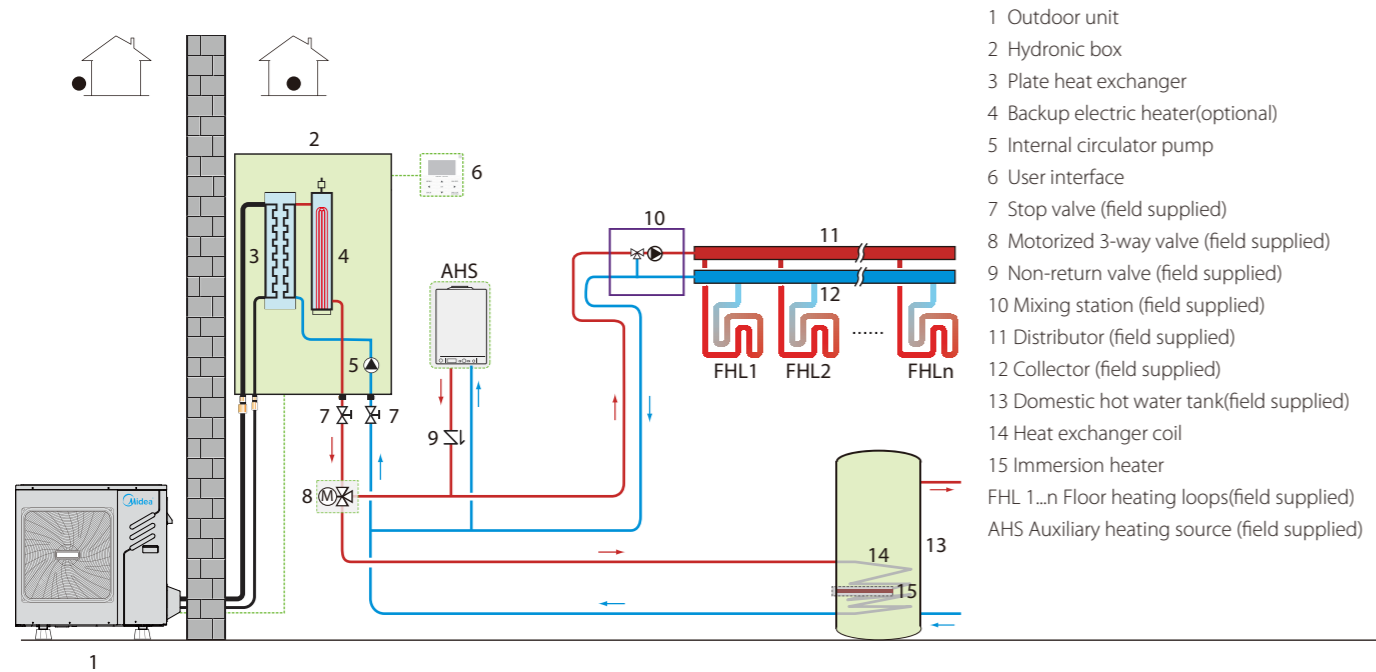 2
6
10
11
3
4
AHS
12
......
5
FHL1
FHL2
FHLn
7
7
9
8
M
Midea
14
13
15
1
1 Outdoor unit
2 Hydronic box
3 Plate heat exchanger
4 Backup electric heater(optional)
5 Internal circulator pump
6 User interface
7 Stop valve (field supplied)
8 Motorized 3-way valve (field supplied)
9 Non-return valve (field supplied)
10 Mixing station (field supplied)
11 Distributor (field supplied)
12 Collector (field supplied)
13 Domestic hot water tank(field supplied)
14 Heat exchanger coil
15 Immersion heater
FHL 1...n Floor heating loops(field supplied)
AHS Auxiliary heating source (field supplied)